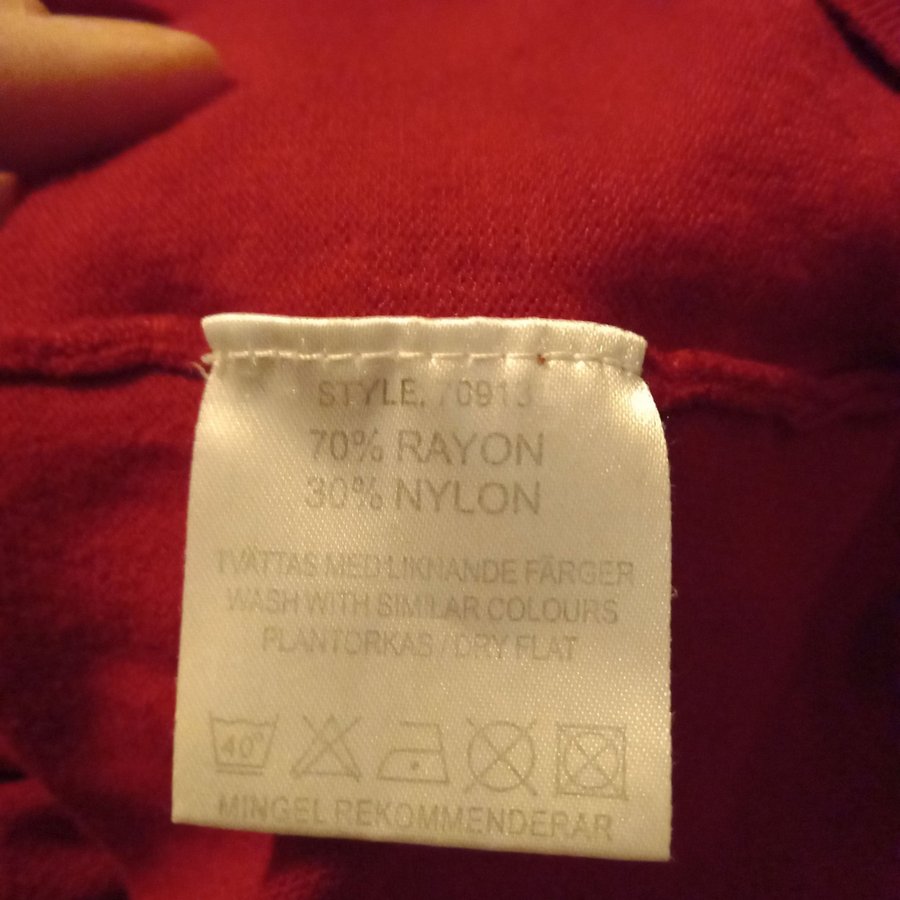 STYLE. 70913
70% RAYON
30% NYLON
TVÄTTAS MED LIKNANDE FÄRGER
WASH WITH SIMILAR COLOURS
PLANTORKAS / DRY FLAT
40°
MINGEL REKOMMENDERAR